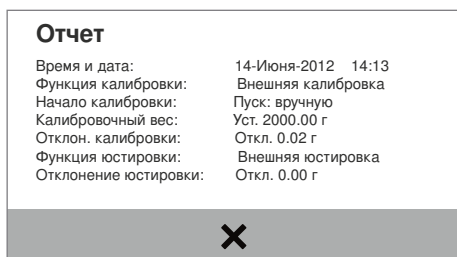 Отчет
Время и дата: 14-Июня-2012 14:13
Функция калибровки: Внешняя калибровка
Начало калибровки: Пуск: вручную
Калибровочный вес: Уст. 2000.00 г
Отклон. калибровки: Откл. 0.02 г
Функция юстировки: Внешняя юстировка
Отклонение юстировки: Откл. 0.00 г